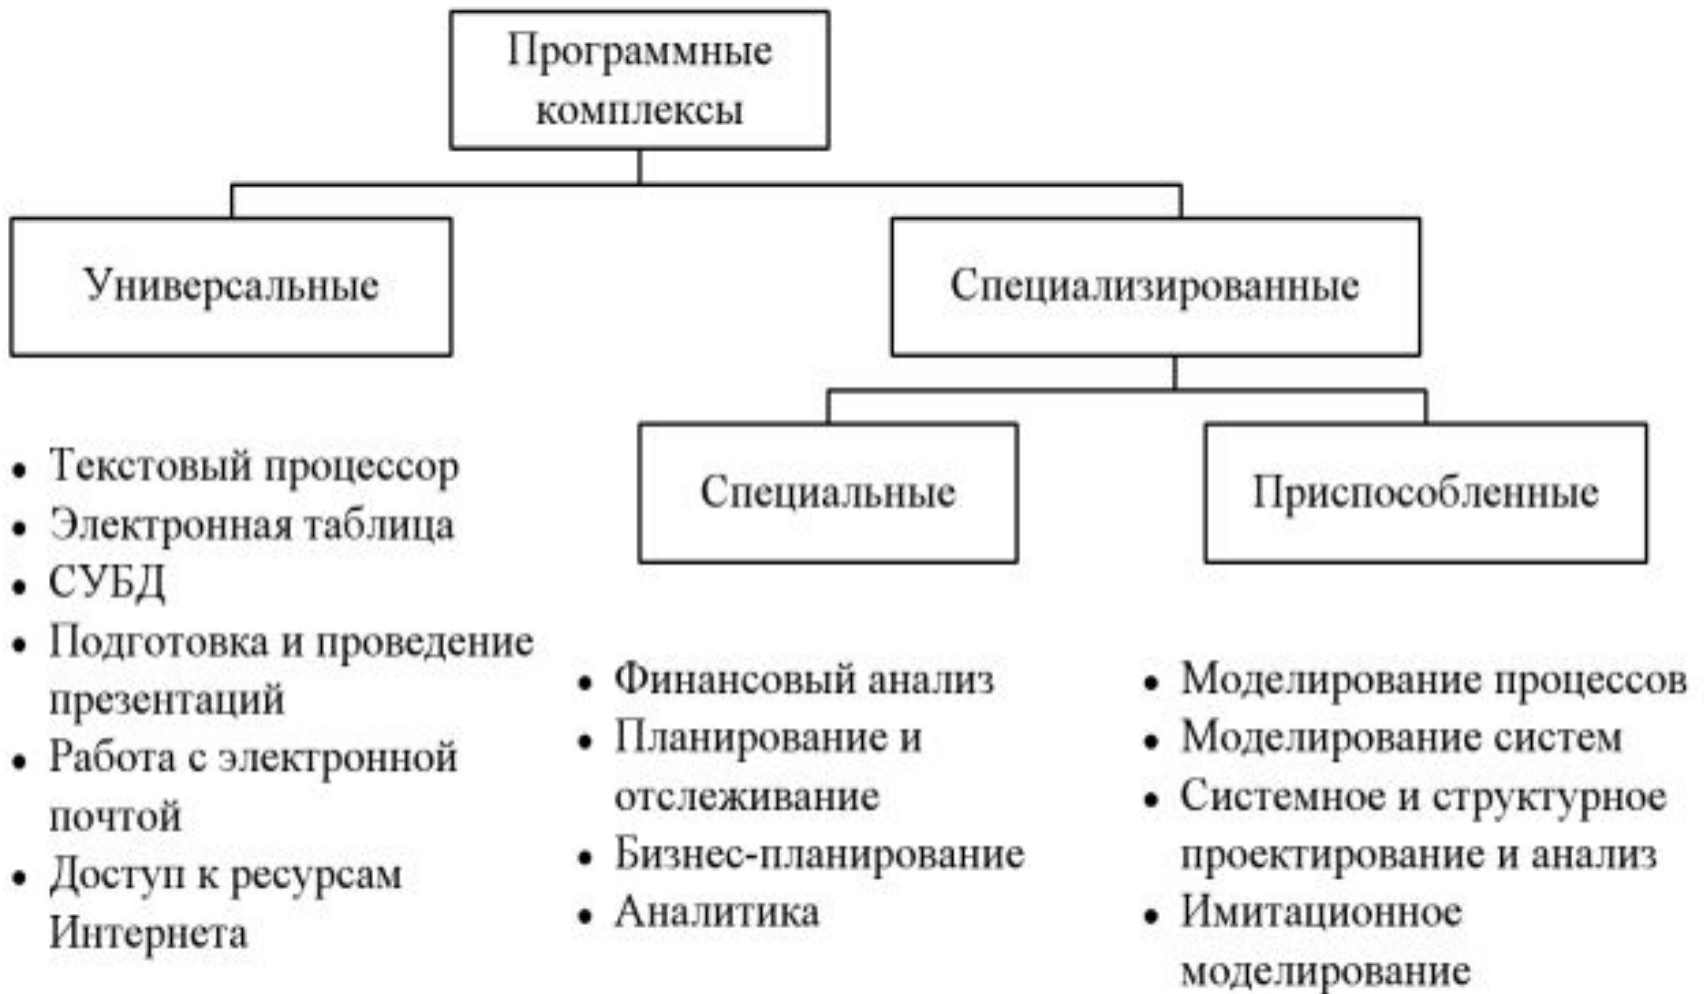 Программные
комплексы
Универсальные
Специализированные
Специальные
Приспособленные
• Текстовый процессор
• Электронная таблица
• СУБД
• Подготовка и проведение
презентаций
• Работа с электронной
почтой
• Доступ к ресурсам
Интернета
• Финансовый анализ
• Планирование и
отслеживание
• Бизнес-планирование
• Аналитика
• Моделирование процессов
• Моделирование систем
• Системное и структурное
проектирование и анализ
• Имитационное
моделирование